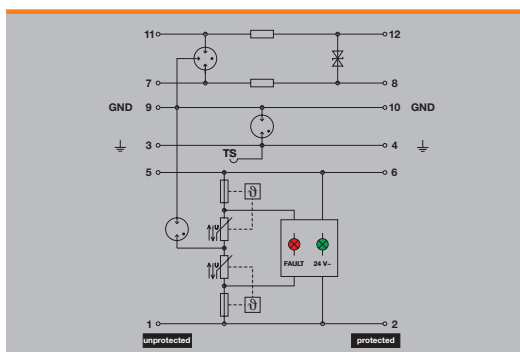 11 12
7 8
GND 9 10 GND
3 4
TS
5 6
ϑ
U
U
FAULT 24 V~
ϑ
1 2
unprotected protected